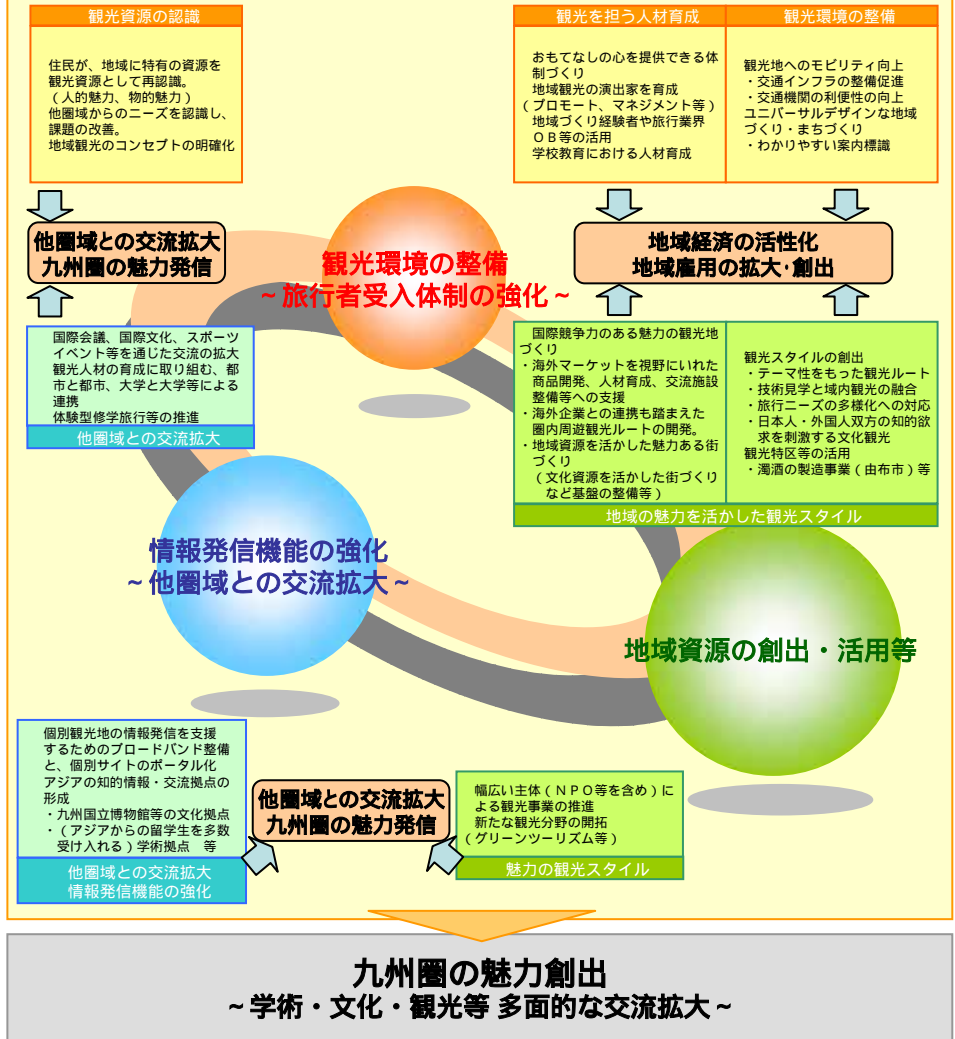 観光資源の認識
住民が、地域に特有の資源を
観光資源として再認識。
（人的魅力、物的魅力）
他圏域からのニーズを認識し、
課題の改善。
地域観光のコンセプトの明確化
観光を担う人材育成
おもてなしの心を提供できる体
制づくり
地域観光の演出家を育成
（プロモート、マネジメント等）
地域づくり経験者や旅行業界
ＯＢ等の活用
学校教育における人材育成
観光環境の整備
観光地へのモビリティ向上
・交通インフラの整備促進
・交通機関の利便性の向上
ユニバーサルデザインな地域
づくり・まちづくり
・わかりやすい案内標識
他圏域との交流拡大
九州圏の魅力発信
観光環境の整備
～旅行者受入体制の強化～
地域経済の活性化
地域雇用の拡大･創出
国際会議、国際文化、スポーツ
イベント等を通じた交流の拡大
観光人材の育成に取り組む、都
市と都市、大学と大学等による
連携
体験型修学旅行等の推進
他圏域との交流拡大
国際競争力のある魅力の観光地
づくり
・海外マーケットを視野にいれた
商品開発、人材育成、交流施設
整備等への支援
・海外企業との連携も踏まえた
圏内周遊観光ルートの開発。
・地域資源を活かした魅力ある街
づくり
（文化資源を活かした街づくり
など基盤の整備等）
観光スタイルの創出
・テーマ性をもった観光ルート
・技術見学と域内観光の融合
・旅行ニーズの多様化への対応
・日本人・外国人双方の知的欲
求を刺激する文化観光
観光特区等の活用
・濁酒の製造事業（由布市）等
地域の魅力を活かした観光スタイル
情報発信機能の強化
～他圏域との交流拡大～
地域資源の創出・活用等
個別観光地の情報発信を支援
するためのブロードバンド整備
と、個別サイトのポータル化
アジアの知的情報・交流拠点の
形成
・九州国立博物館等の文化拠点
・（アジアからの留学生を多数
受け入れる）学術拠点　等
他圏域との交流拡大
情報発信機能の強化
他圏域との交流拡大
九州圏の魅力発信
幅広い主体（ＮＰＯ等を含め）に
よる観光事業の推進
新たな観光分野の開拓
（グリーンツーリズム等）
魅力の観光スタイル
九州圏の魅力創出
～学術・文化・観光等 多面的な交流拡大～